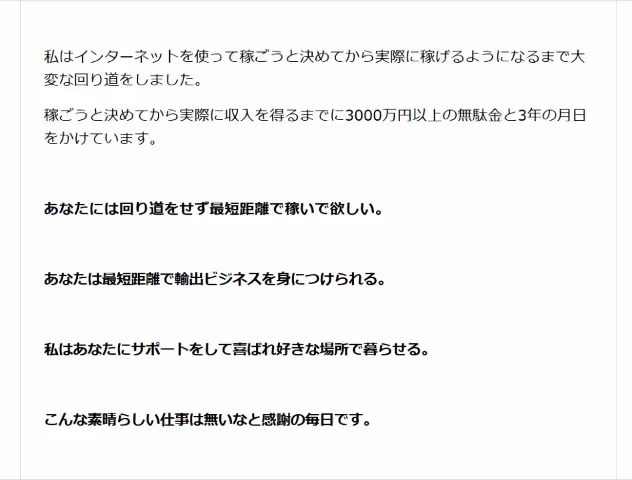 私はインターネットを使って稼ごうと決めてから実際に稼げるようになるまで大
変な回り道をしました。
稼ごうと決めてから実際に収入を得るまでに3000万円以上の無駄金と3年の月日
をかけています。
あなたには回り道をせず最短距離で稼いで欲しい。
あなたは最短距離で輸出ビジネスを身につけられる。
私はあなたにサポートをして喜ばれ好きな場所で暮らせる。
こんな素晴らしい仕事は無いなと感謝の毎日です。